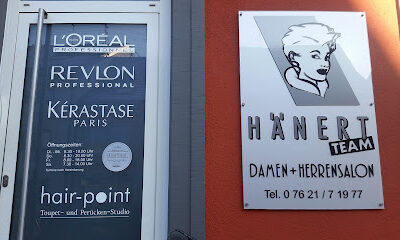 L'ORÉAL
PROFESSIONNEL
REVLON
PROFESSIONAL
KÉRASTASE
PARIS
Öffnungszeiten:
hair-point
Toupet- und Perücken-Studio
HÄNERT
TEAM
DAMEN+HERRENSALON
Tel. 0 76 21 / 7 19 77